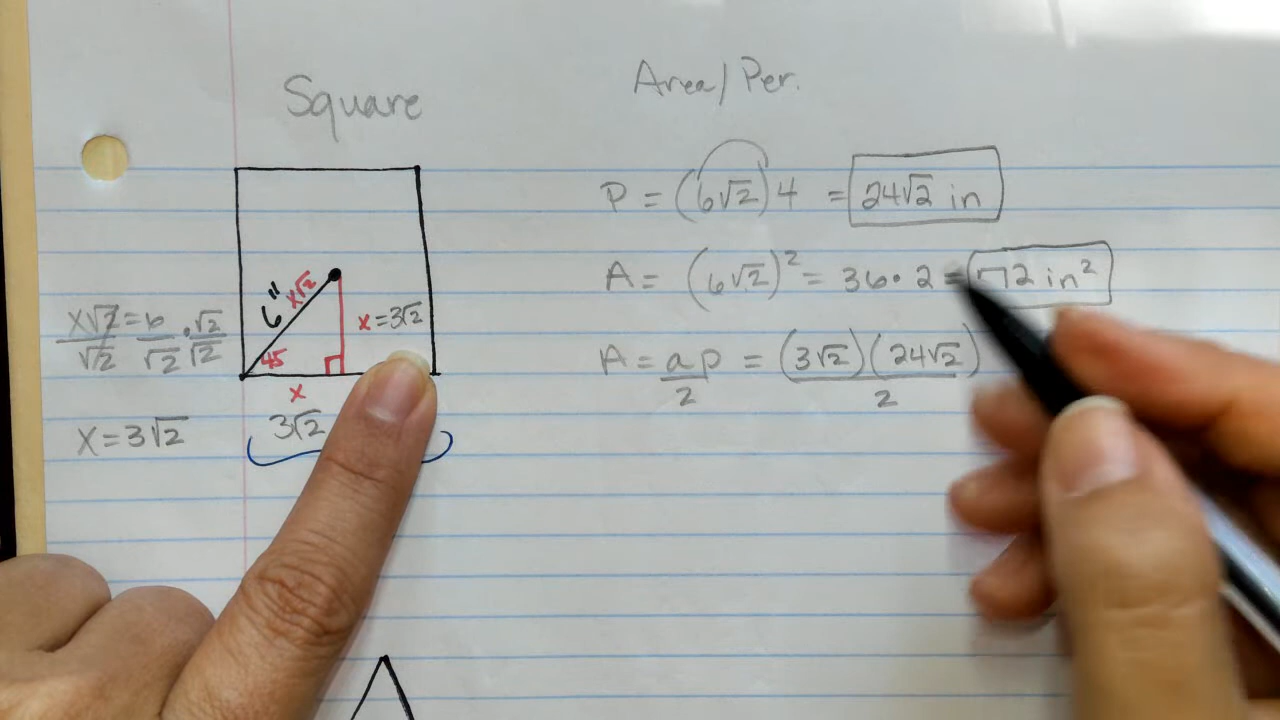 Square
Area/Per.
P = (6√2)4 = 24√2 in
A = (6√2)² = 36•2 = 72 in²
A = ap/2 = (3√2)(24√2)/2
6"
x√2
x=3√2
45
x
3√2
x√2/√2 = 6/√2 • √2/√2
x=3√2